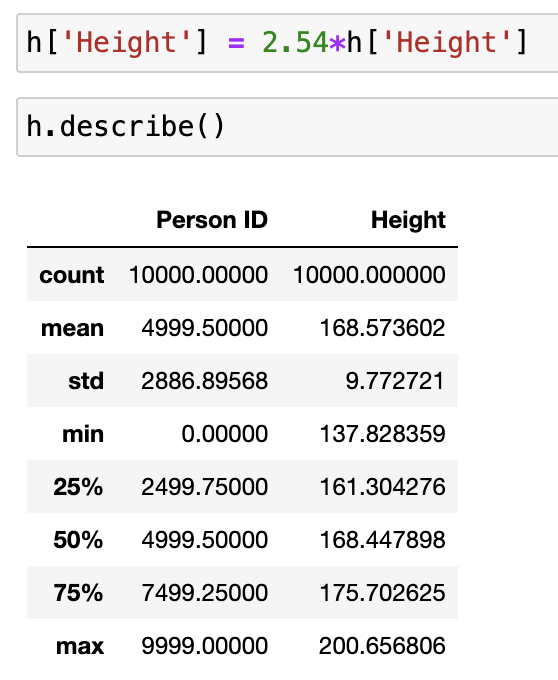 h['Height'] = 2.54*h['Height']
h.describe()
Person ID Height
count 10000.00000 10000.000000
mean 4999.50000 168.573602
std 2886.89568 9.772721
min 0.00000 137.828359
25% 2499.75000 161.304276
50% 4999.50000 168.447898
75% 7499.25000 175.702625
max 9999.00000 200.656806